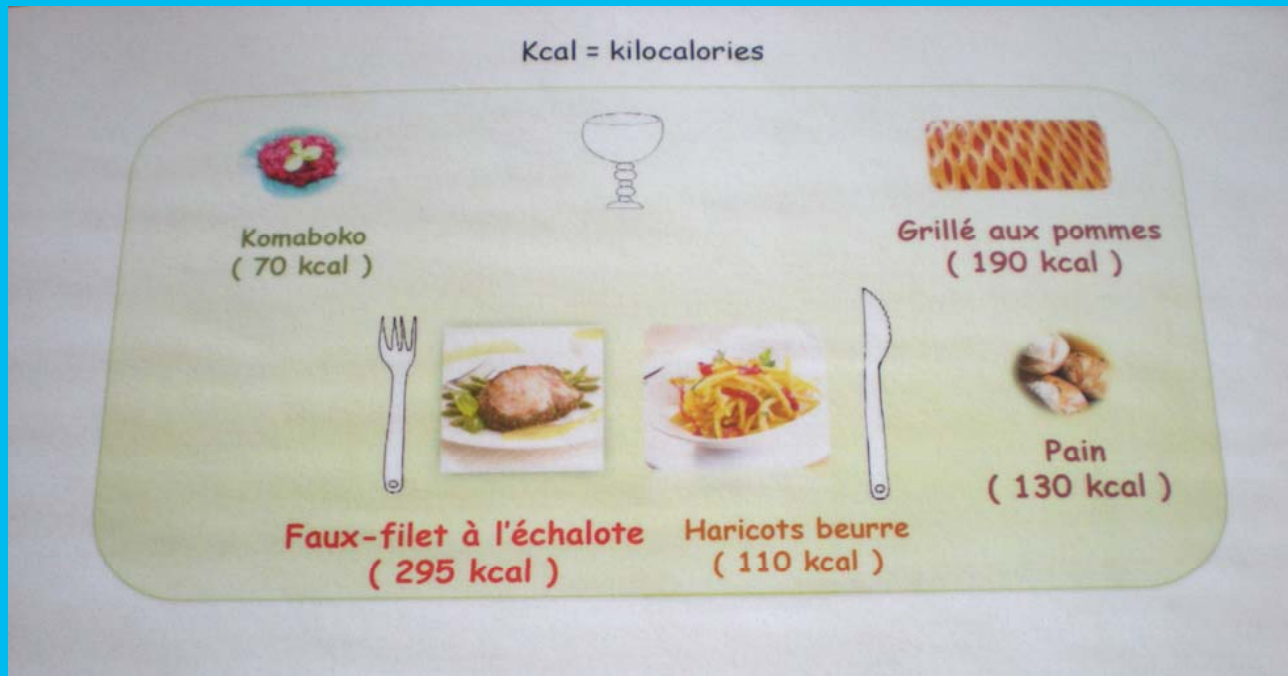 Kcal = kilocalories
Komaboko
( 70 kcal )
Grillé aux pommes
( 190 kcal )
Pain
( 130 kcal )
Faux-filet à l'échalote
( 295 kcal )
Haricots beurre
( 110 kcal )